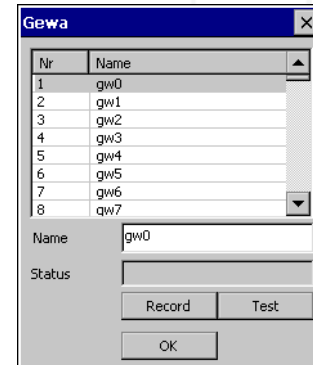 Gewa
Nr Name
1 gw0
2 gw1
3 gw2
4 gw3
5 gw4
6 gw5
7 gw6
8 gw7
Name gw0
Status
Record Test
OK